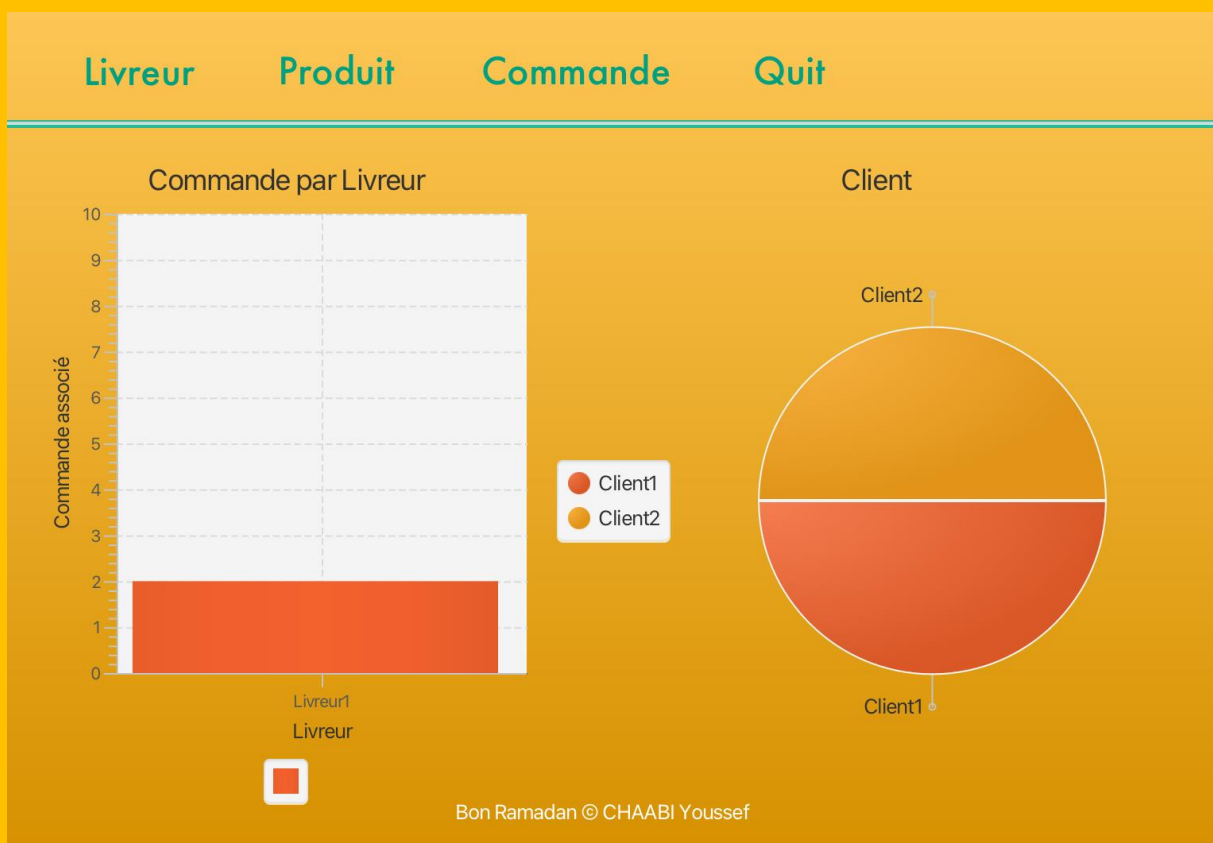 Livreur Produit Commande Quit
Commande par Livreur
10
9
8
7
6
5
4
3
2
1
0
Commande associé
Livreur1
Livreur
Client
Client2
Client1
Client1
Client2
Bon Ramadan © CHAABI Youssef